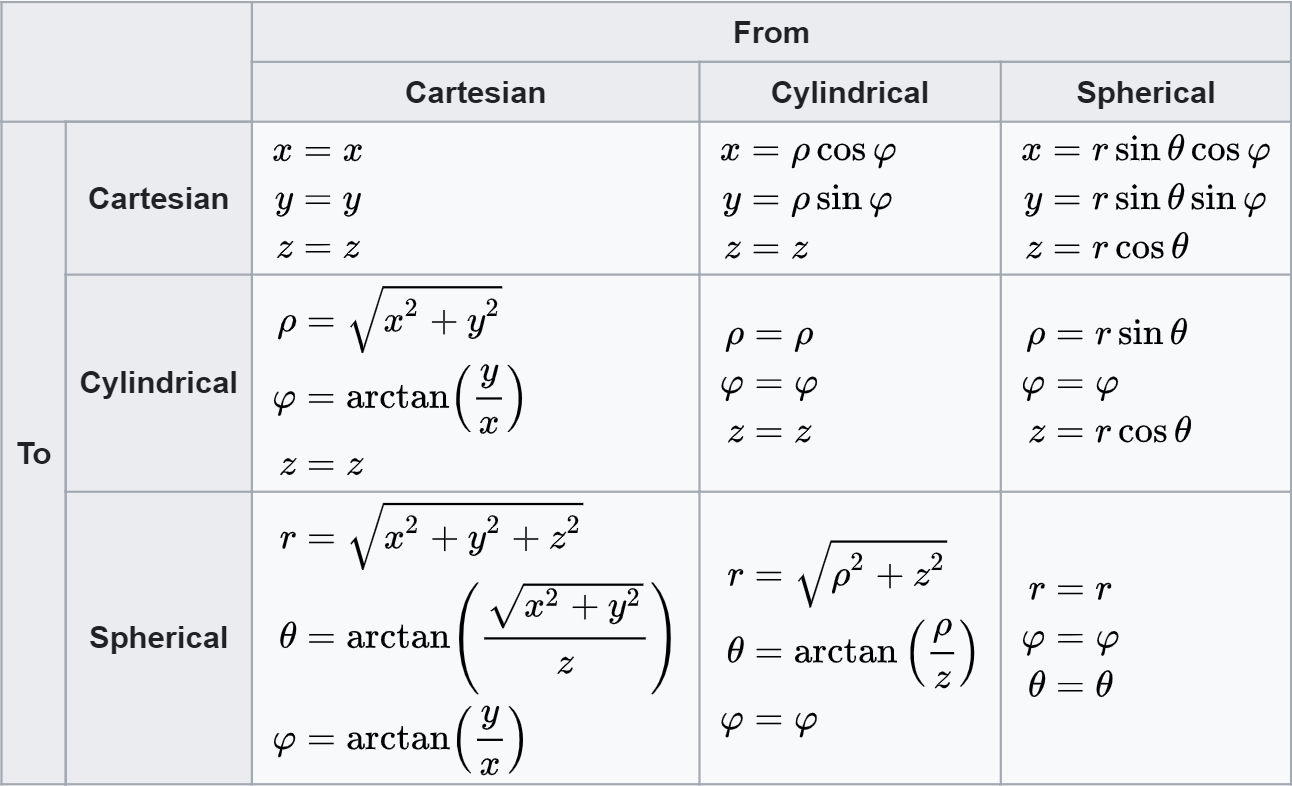 From
Cartesian Cylindrical Spherical
To
Cartesian
x = x
y = y
z = z
x = ρ cos φ
y = ρ sin φ
z = z
x = r sin θ cos φ
y = r sin θ sin φ
z = r cos θ
Cylindrical
ρ = √(x² + y²)
φ = arctan(y/x)
z = z
ρ = ρ
φ = φ
z = z
ρ = r sin θ
φ = φ
z = r cos θ
Spherical
r = √(x² + y² + z²)
θ = arctan(√(x² + y²)/z)
φ = arctan(y/x)
r = √(ρ² + z²)
θ = arctan(ρ/z)
φ = φ
r = r
φ = φ
θ = θ